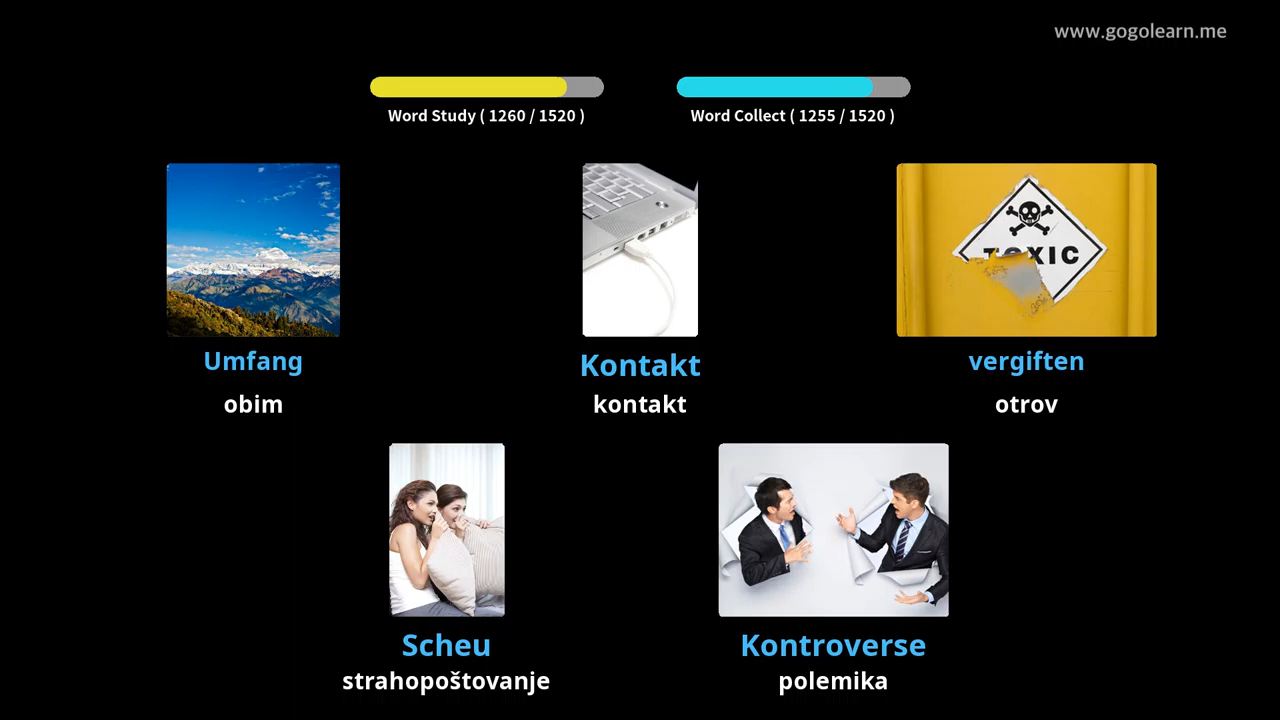 www.gogolearn.me
Word Study ( 1260 / 1520 )
Word Collect ( 1255 / 1520 )
TOXIC
Umfang
Kontakt
vergiften
obim
kontakt
otrov
Scheu
Kontroverse
strahopoštovanje
polemika